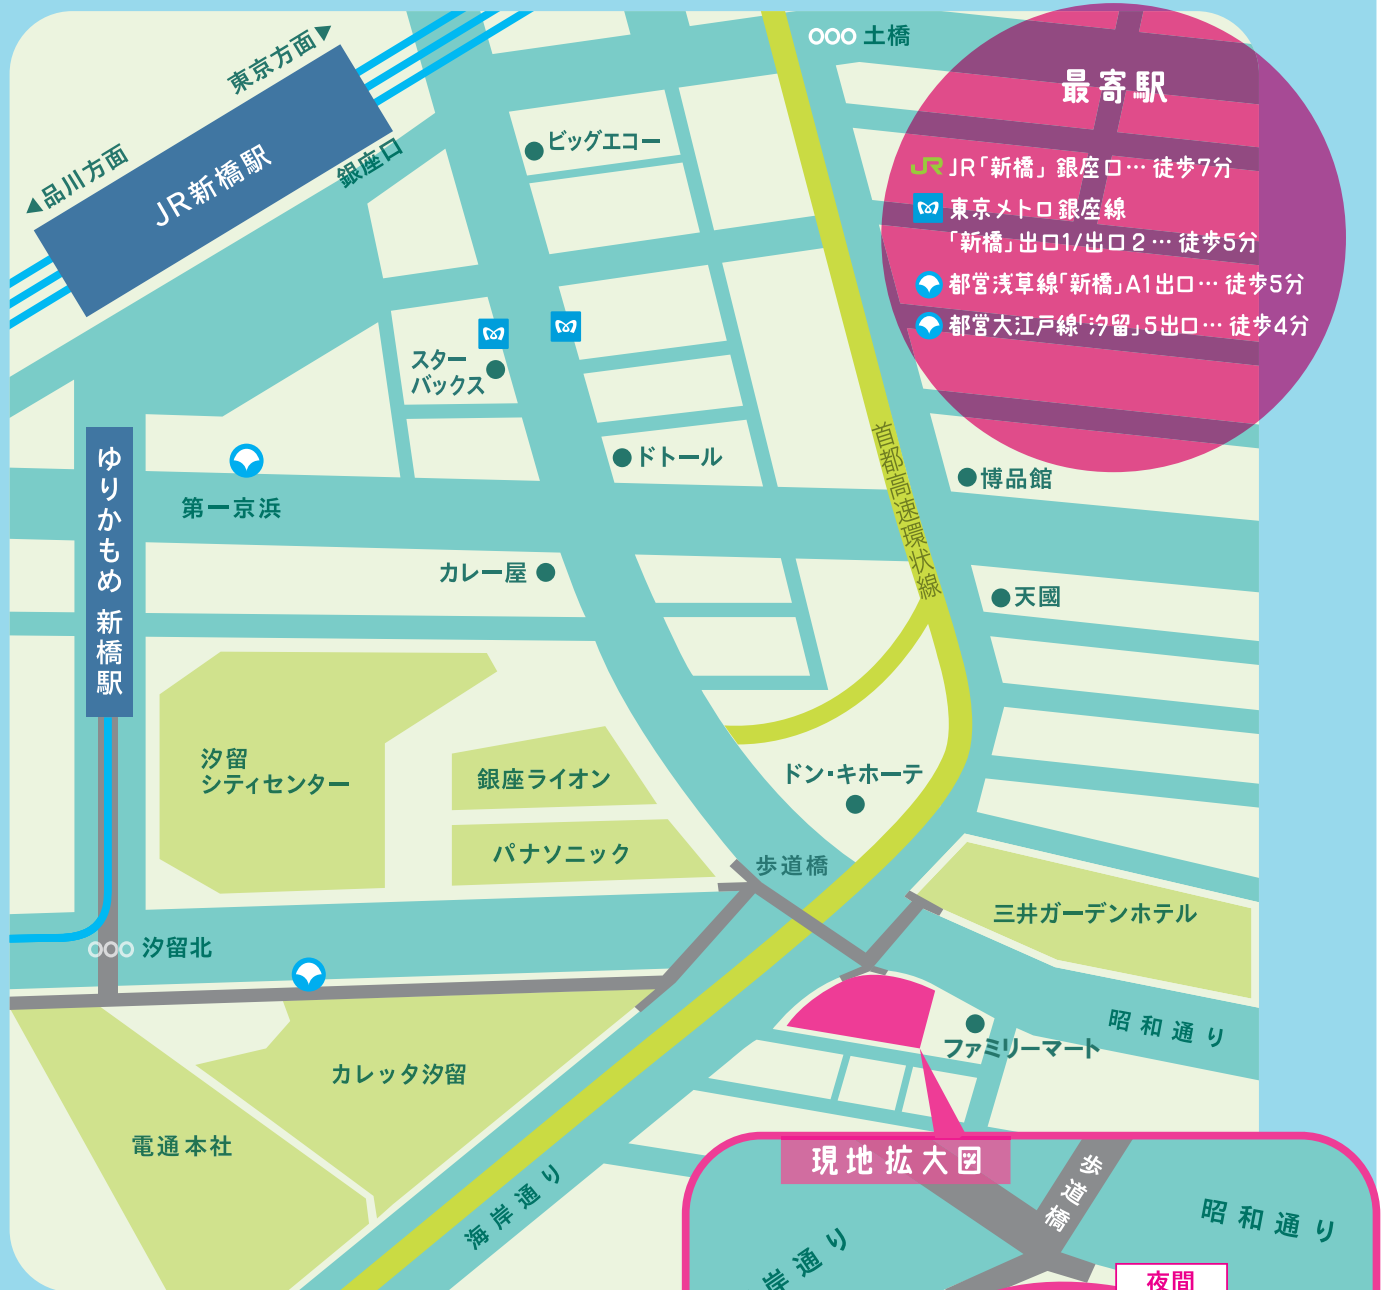 土橋
最寄駅
JR「新橋」銀座口…徒歩7分
東京メトロ銀座線
「新橋」出口1/出口2…徒歩5分
都営浅草線「新橋」A1出口…徒歩5分
都営大江戸線「汐留」5出口…徒歩4分
東京方面▶
◀品川方面
JR新橋駅
銀座口
ビッグエコー
スター
バックス
ドトール
首都高速環状線
博品館
ゆりかもめ 新橋駅
第一京浜
カレー屋
天國
汐留
シティセンター
銀座ライオン
パナソニック
ドン・キホーテ
歩道橋
三井ガーデンホテル
汐留北
昭和通り
ファミリーマート
カレッタ汐留
電通本社
海岸通り
現地拡大図
歩道橋
昭和通り
岸通り
夜間